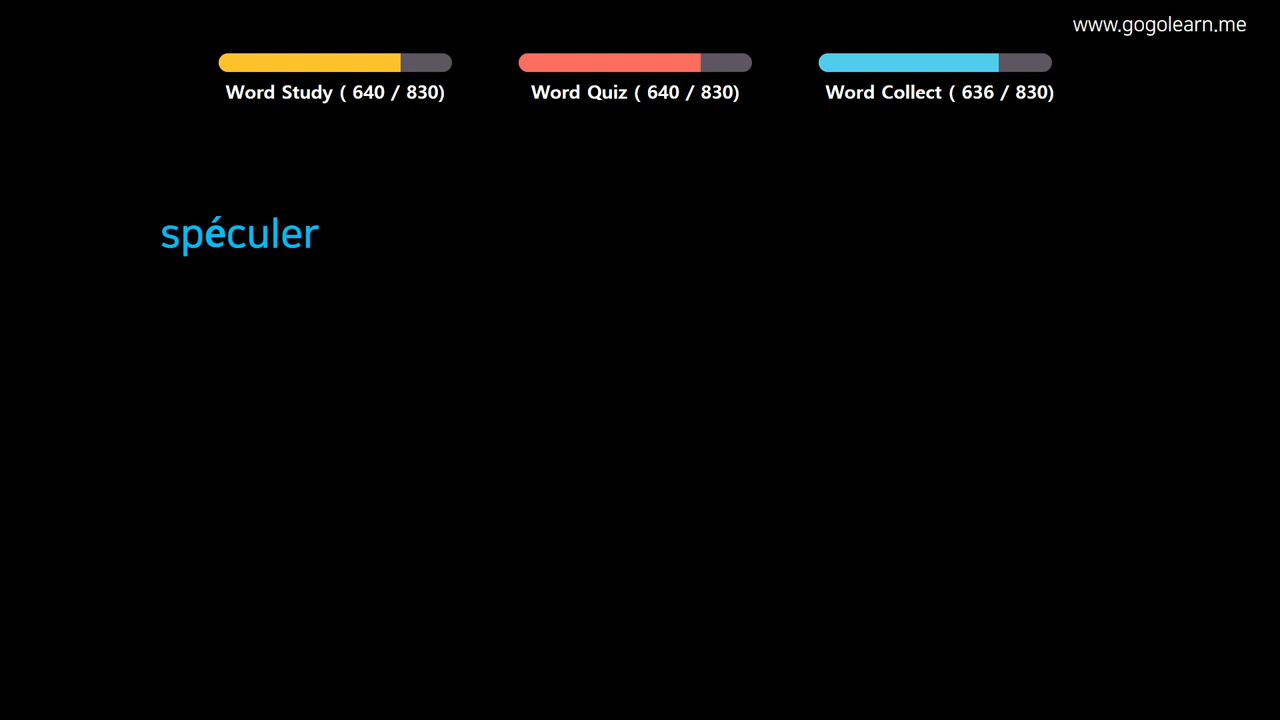 www.gogolearn.me
Word Study ( 640 / 830)
Word Quiz ( 640 / 830)
Word Collect ( 636 / 830)
spéculer